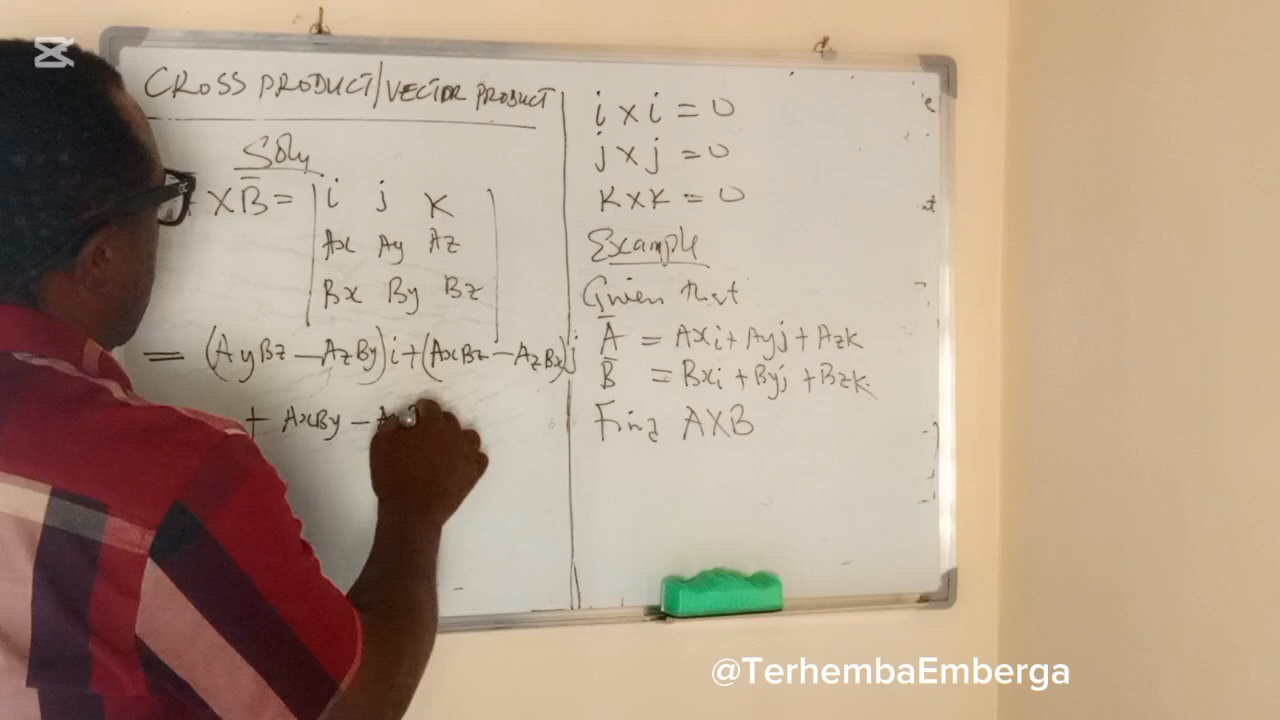 CROSS PRODUCT/VECTOR PRODUCT
Soln
X B̅ = | i j K |
Ax Ay Az
Bx By Bz
= (AyBz — AzBy)i + (AxBz — AzBx)j
+ AxBy —
i x i = 0
j x j = 0
K x K = 0
Example
Given that
A̅ = Axi + Ayj + Azk
B̅ = Bxi + Byj + Bzk
Find AXB
@TerhembaEmberga